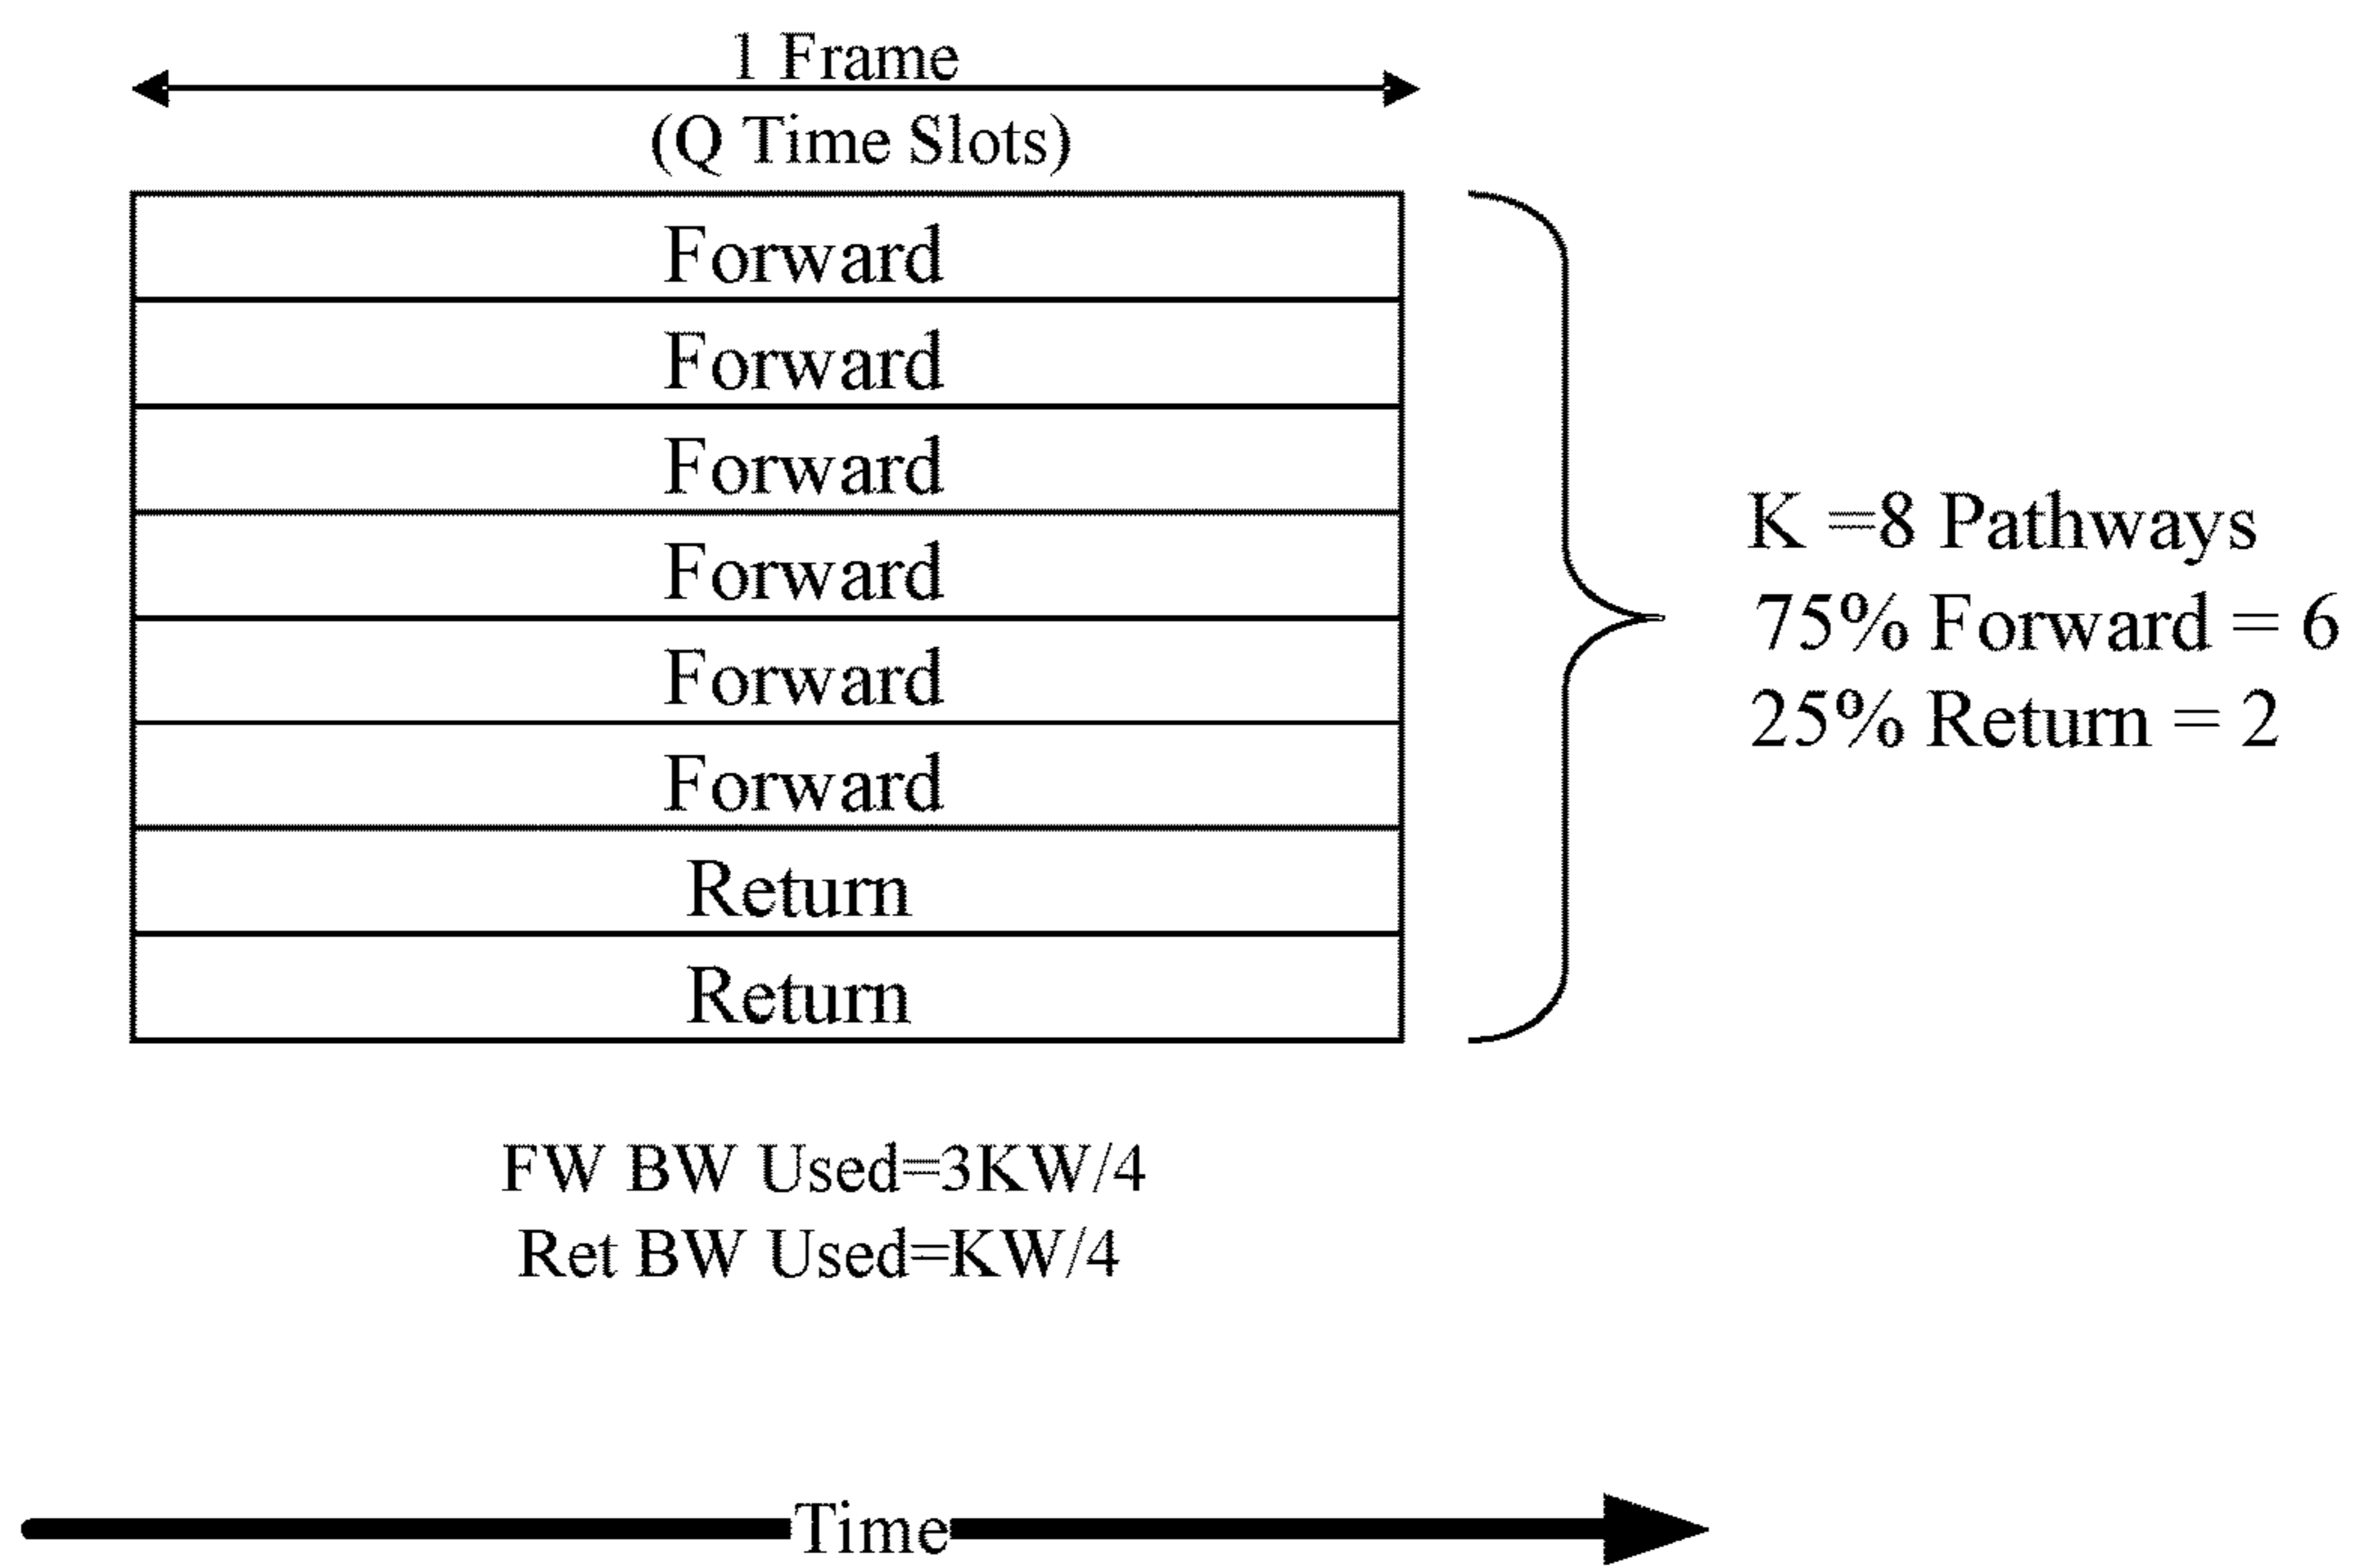 1 Frame
(Q Time Slots)
Forward
Forward
Forward
Forward
Forward
Forward
Return
Return
K =8 Pathways
75% Forward = 6
25% Return = 2
FW BW Used=3KW/4
Ret BW Used=KW/4
Time